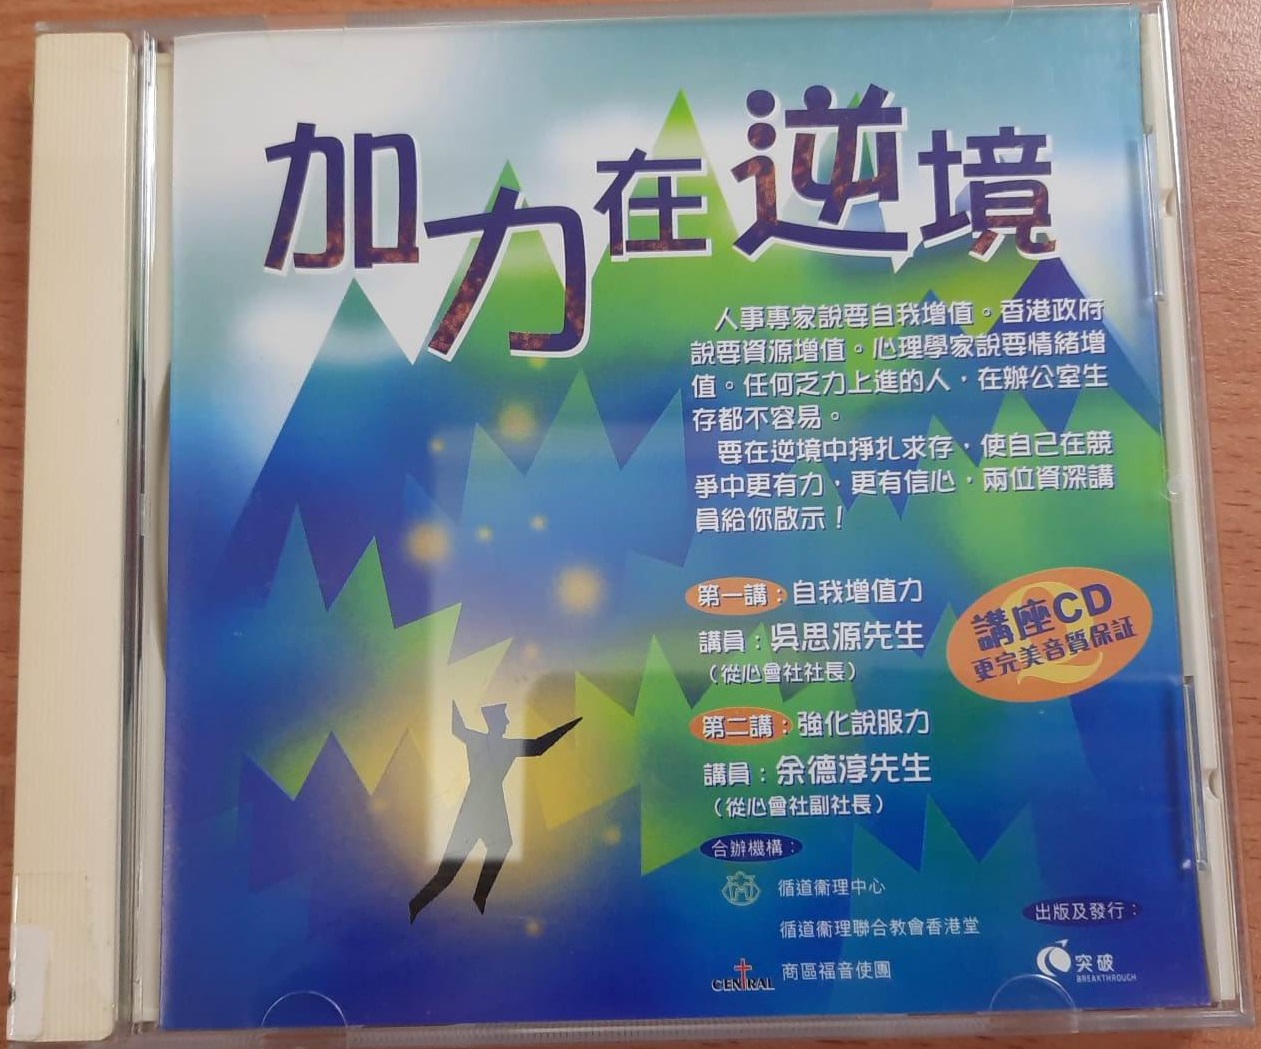 加力在逆境
人事專家說要自我增值。香港政府
說要資源增值。心理學家說要情緒增
值。任何乏力上進的人，在辦公室生
存都不容易。
要在逆境中掙扎求存，使自己在競
爭中更有力，更有信心，兩位資深講
員給你啟示！
第一講：自我增值力
講員：吳思源先生
（從心會社社長）
講座CD
更完美音質保証
第二講：強化說服力
講員：余德淳先生
（從心會社副社長）
合辦機構：
循道衞理中心
循道衞理聯合教會香港堂
CENTRAL 商區福音使團
出版及發行：
突破
BREAKTHROUGH